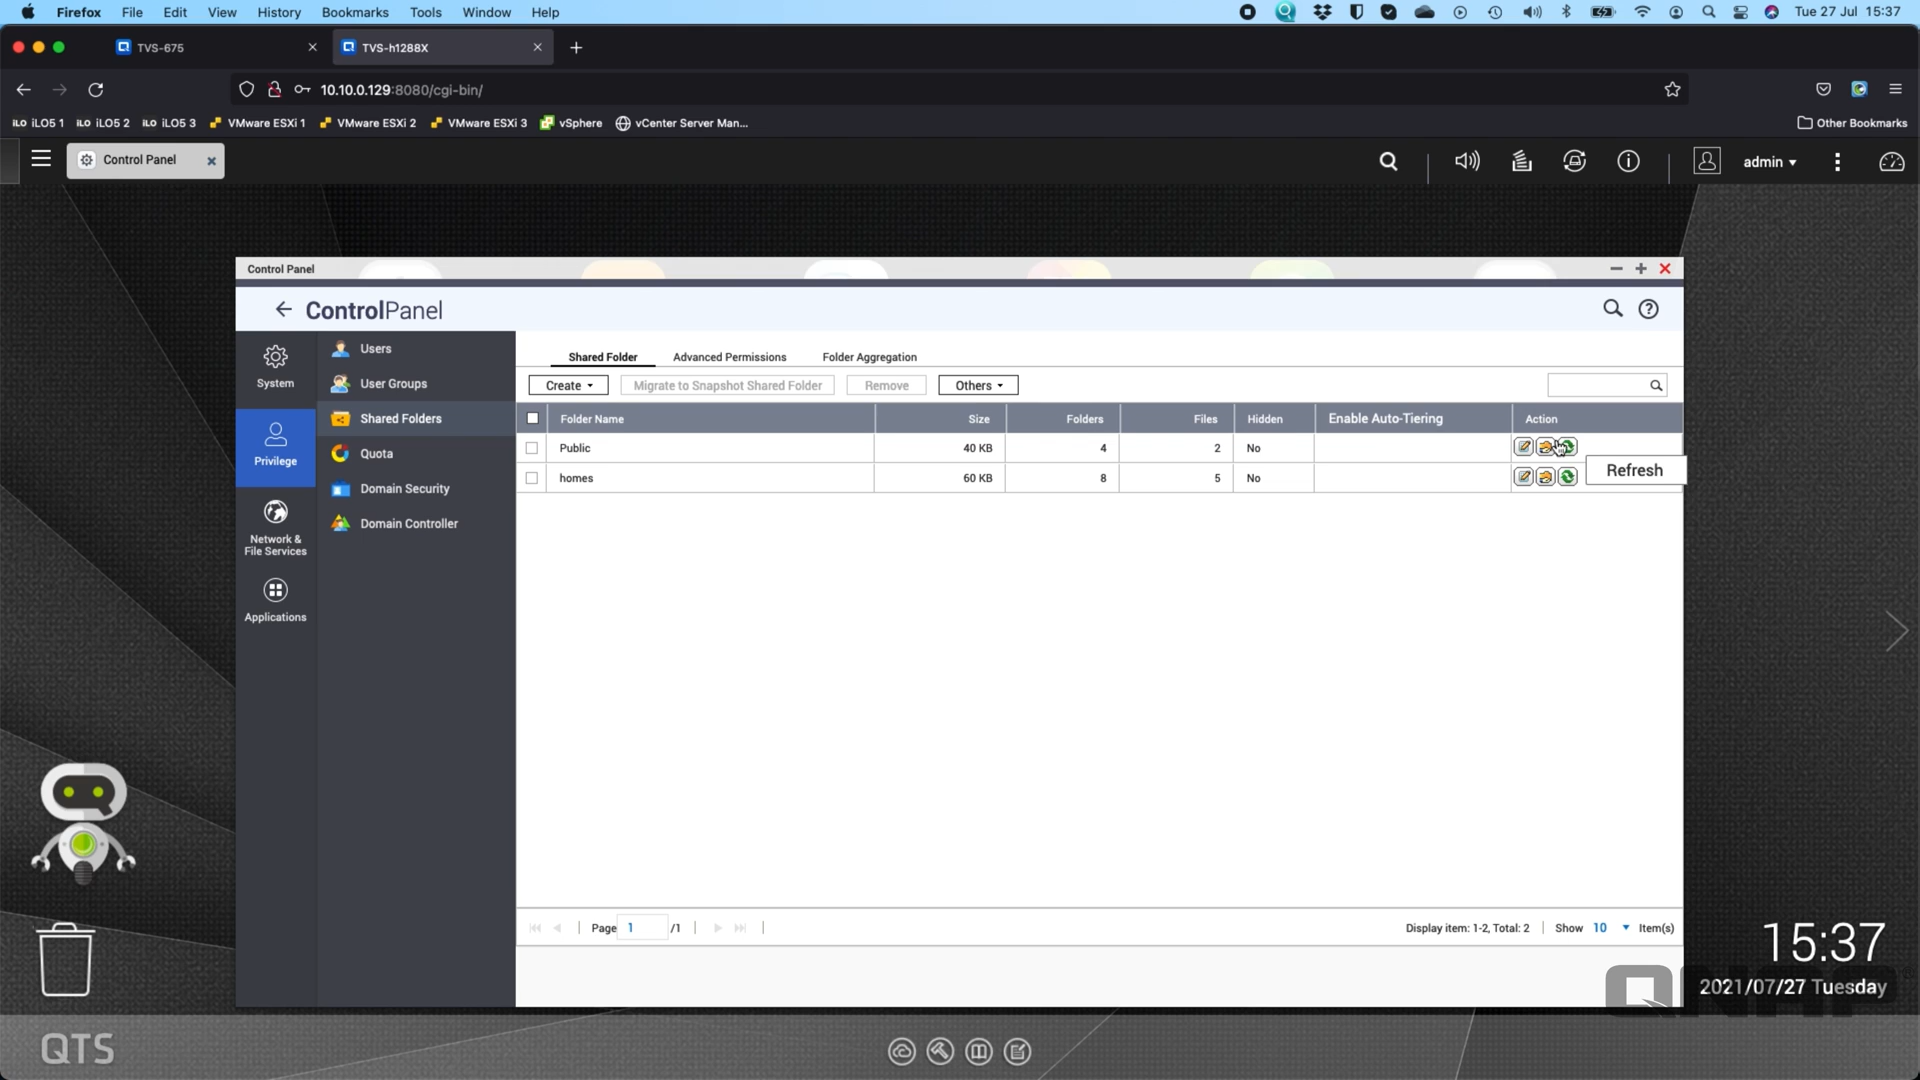 Firefox File Edit View History Bookmarks Tools Window Help Tue 27 Jul 15:37
TVS-675 TVS-h1288X
10.10.0.129:8080/cgi-bin/
iLO iLO5 1 iLO iLO5 2 iLO iLO5 3 VMware ESXi 1 VMware ESXi 2 VMware ESXi 3 vSphere vCenter Server Man... Other Bookmarks
Control Panel admin
Control Panel
ControlPanel
System
Privilege
Network &
File Services
Applications
Users
User Groups
Shared Folders
Quota
Domain Security
Domain Controller
Shared Folder Advanced Permissions Folder Aggregation
Create Migrate to Snapshot Shared Folder Remove Others
Folder Name Size Folders Files Hidden Enable Auto-Tiering Action
Public 40 KB 4 2 No
Refresh
homes 60 KB 8 5 No
Page 1 /1 Display item: 1-2, Total: 2 Show 10 Item(s)
15:37
2021/07/27 Tuesday
QTS